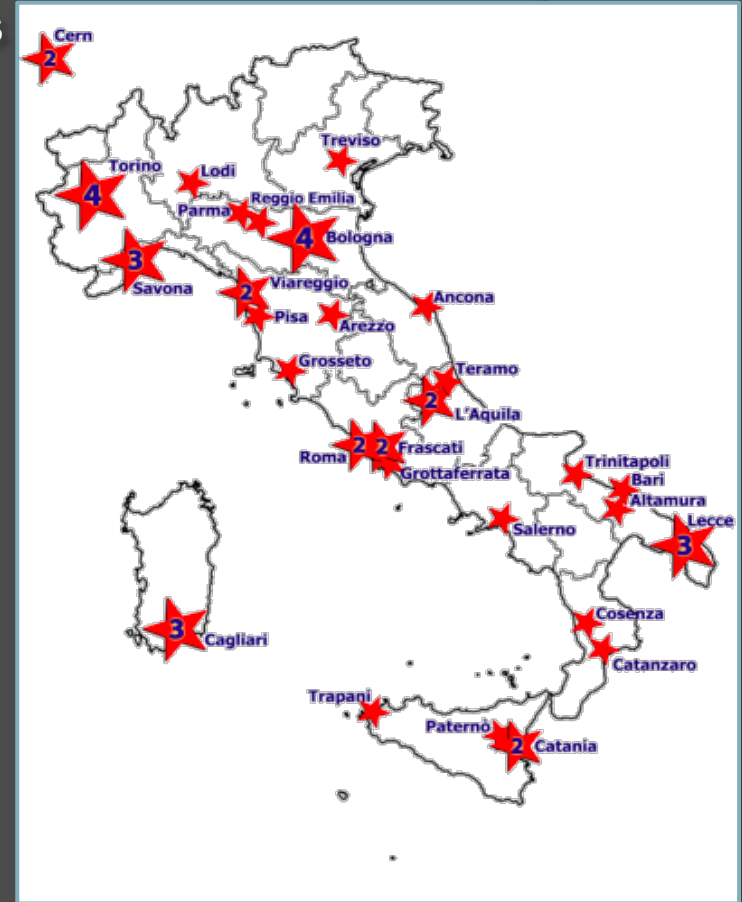 Cern
2
Treviso
Torino
4
Lodi
Reggio Emilia
Parma
4
Bologna
3
Savona
Viareggio
2
Pisa
Arezzo
Ancona
Grosseto
Teramo
2
L'Aquila
2
2
Frascati
Roma
Grottaferrata
Trinitapoli
Bari
Altamura
Lecce
3
Salerno
3
Cagliari
Cosenza
Catanzaro
Trapani
Paternò
2
Catania